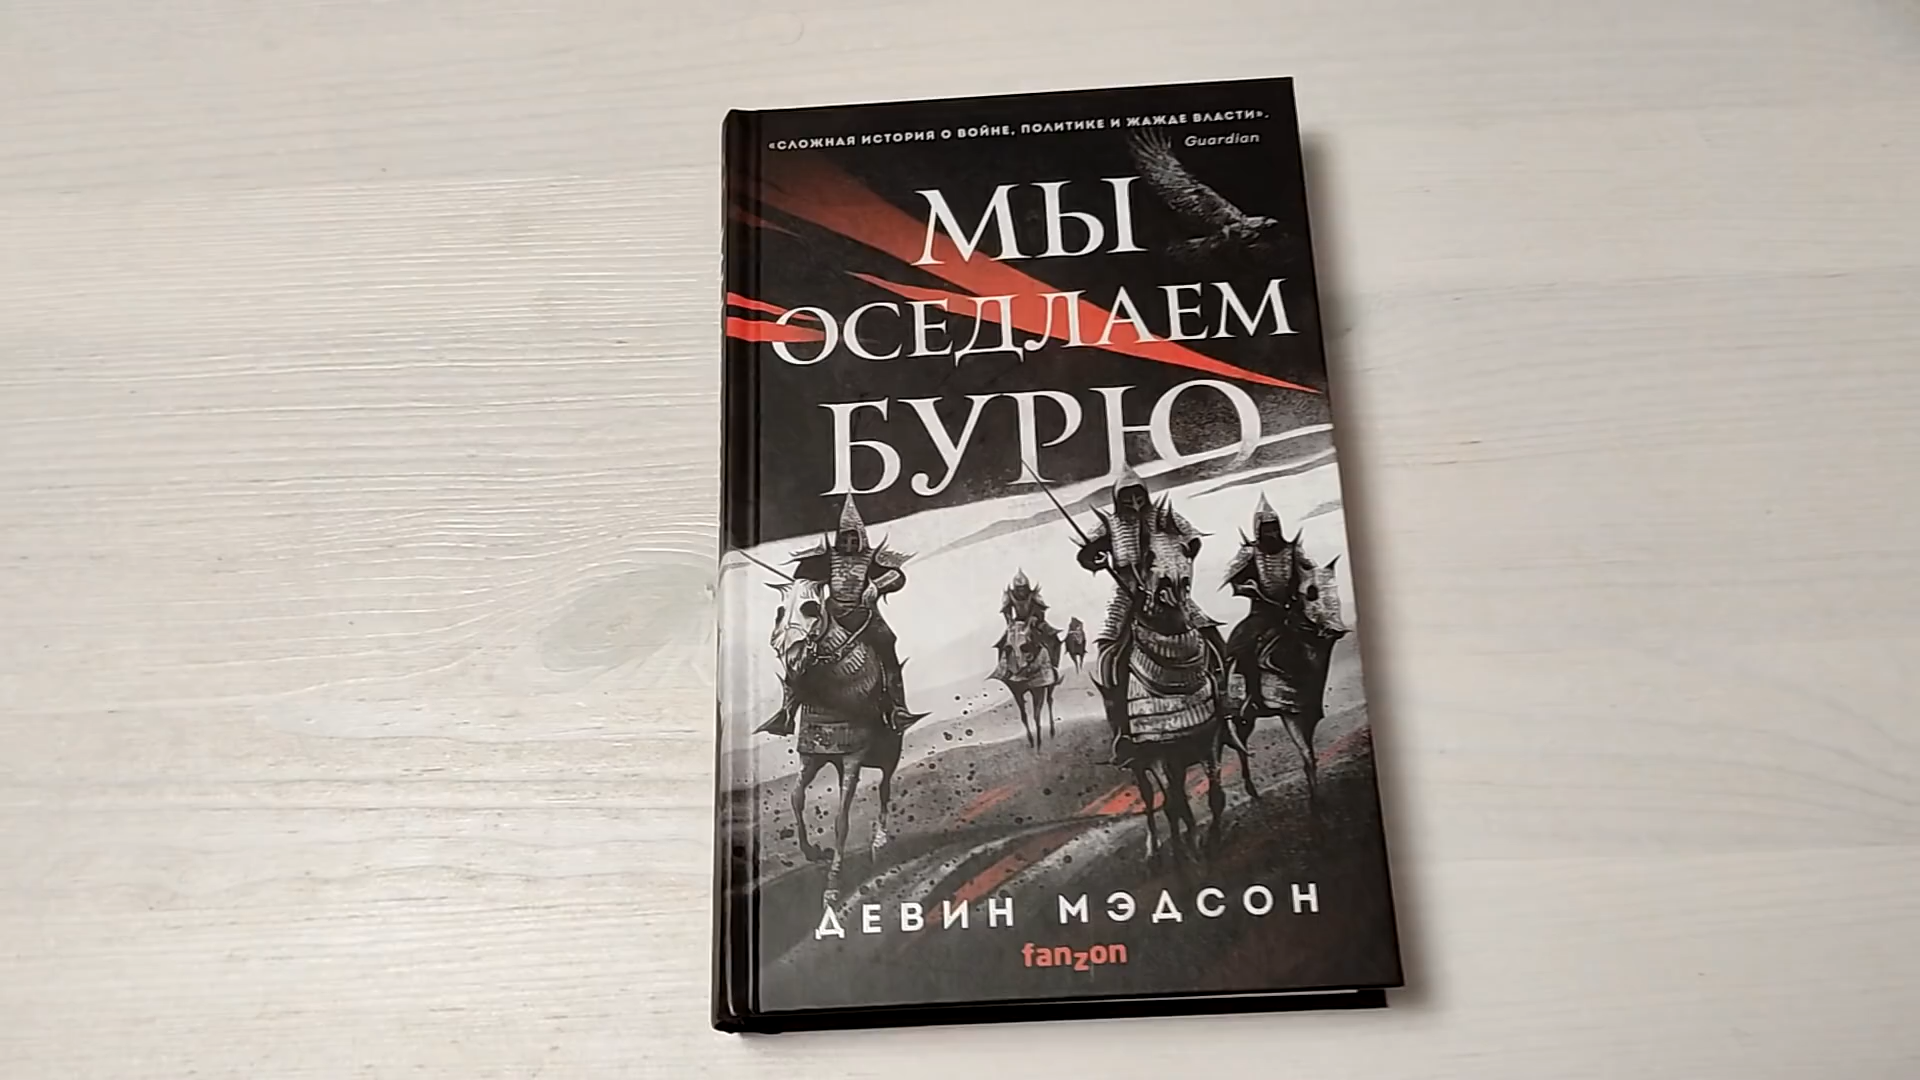 «СЛОЖНАЯ ИСТОРИЯ О ВОЙНЕ, ПОЛИТИКЕ И ЖАЖДЕ ВЛАСТИ».
Guardian
МЫ
ОСЕДЛАЕМ
БУРЮ
ДЕВИН МЭДСОН
fanzon